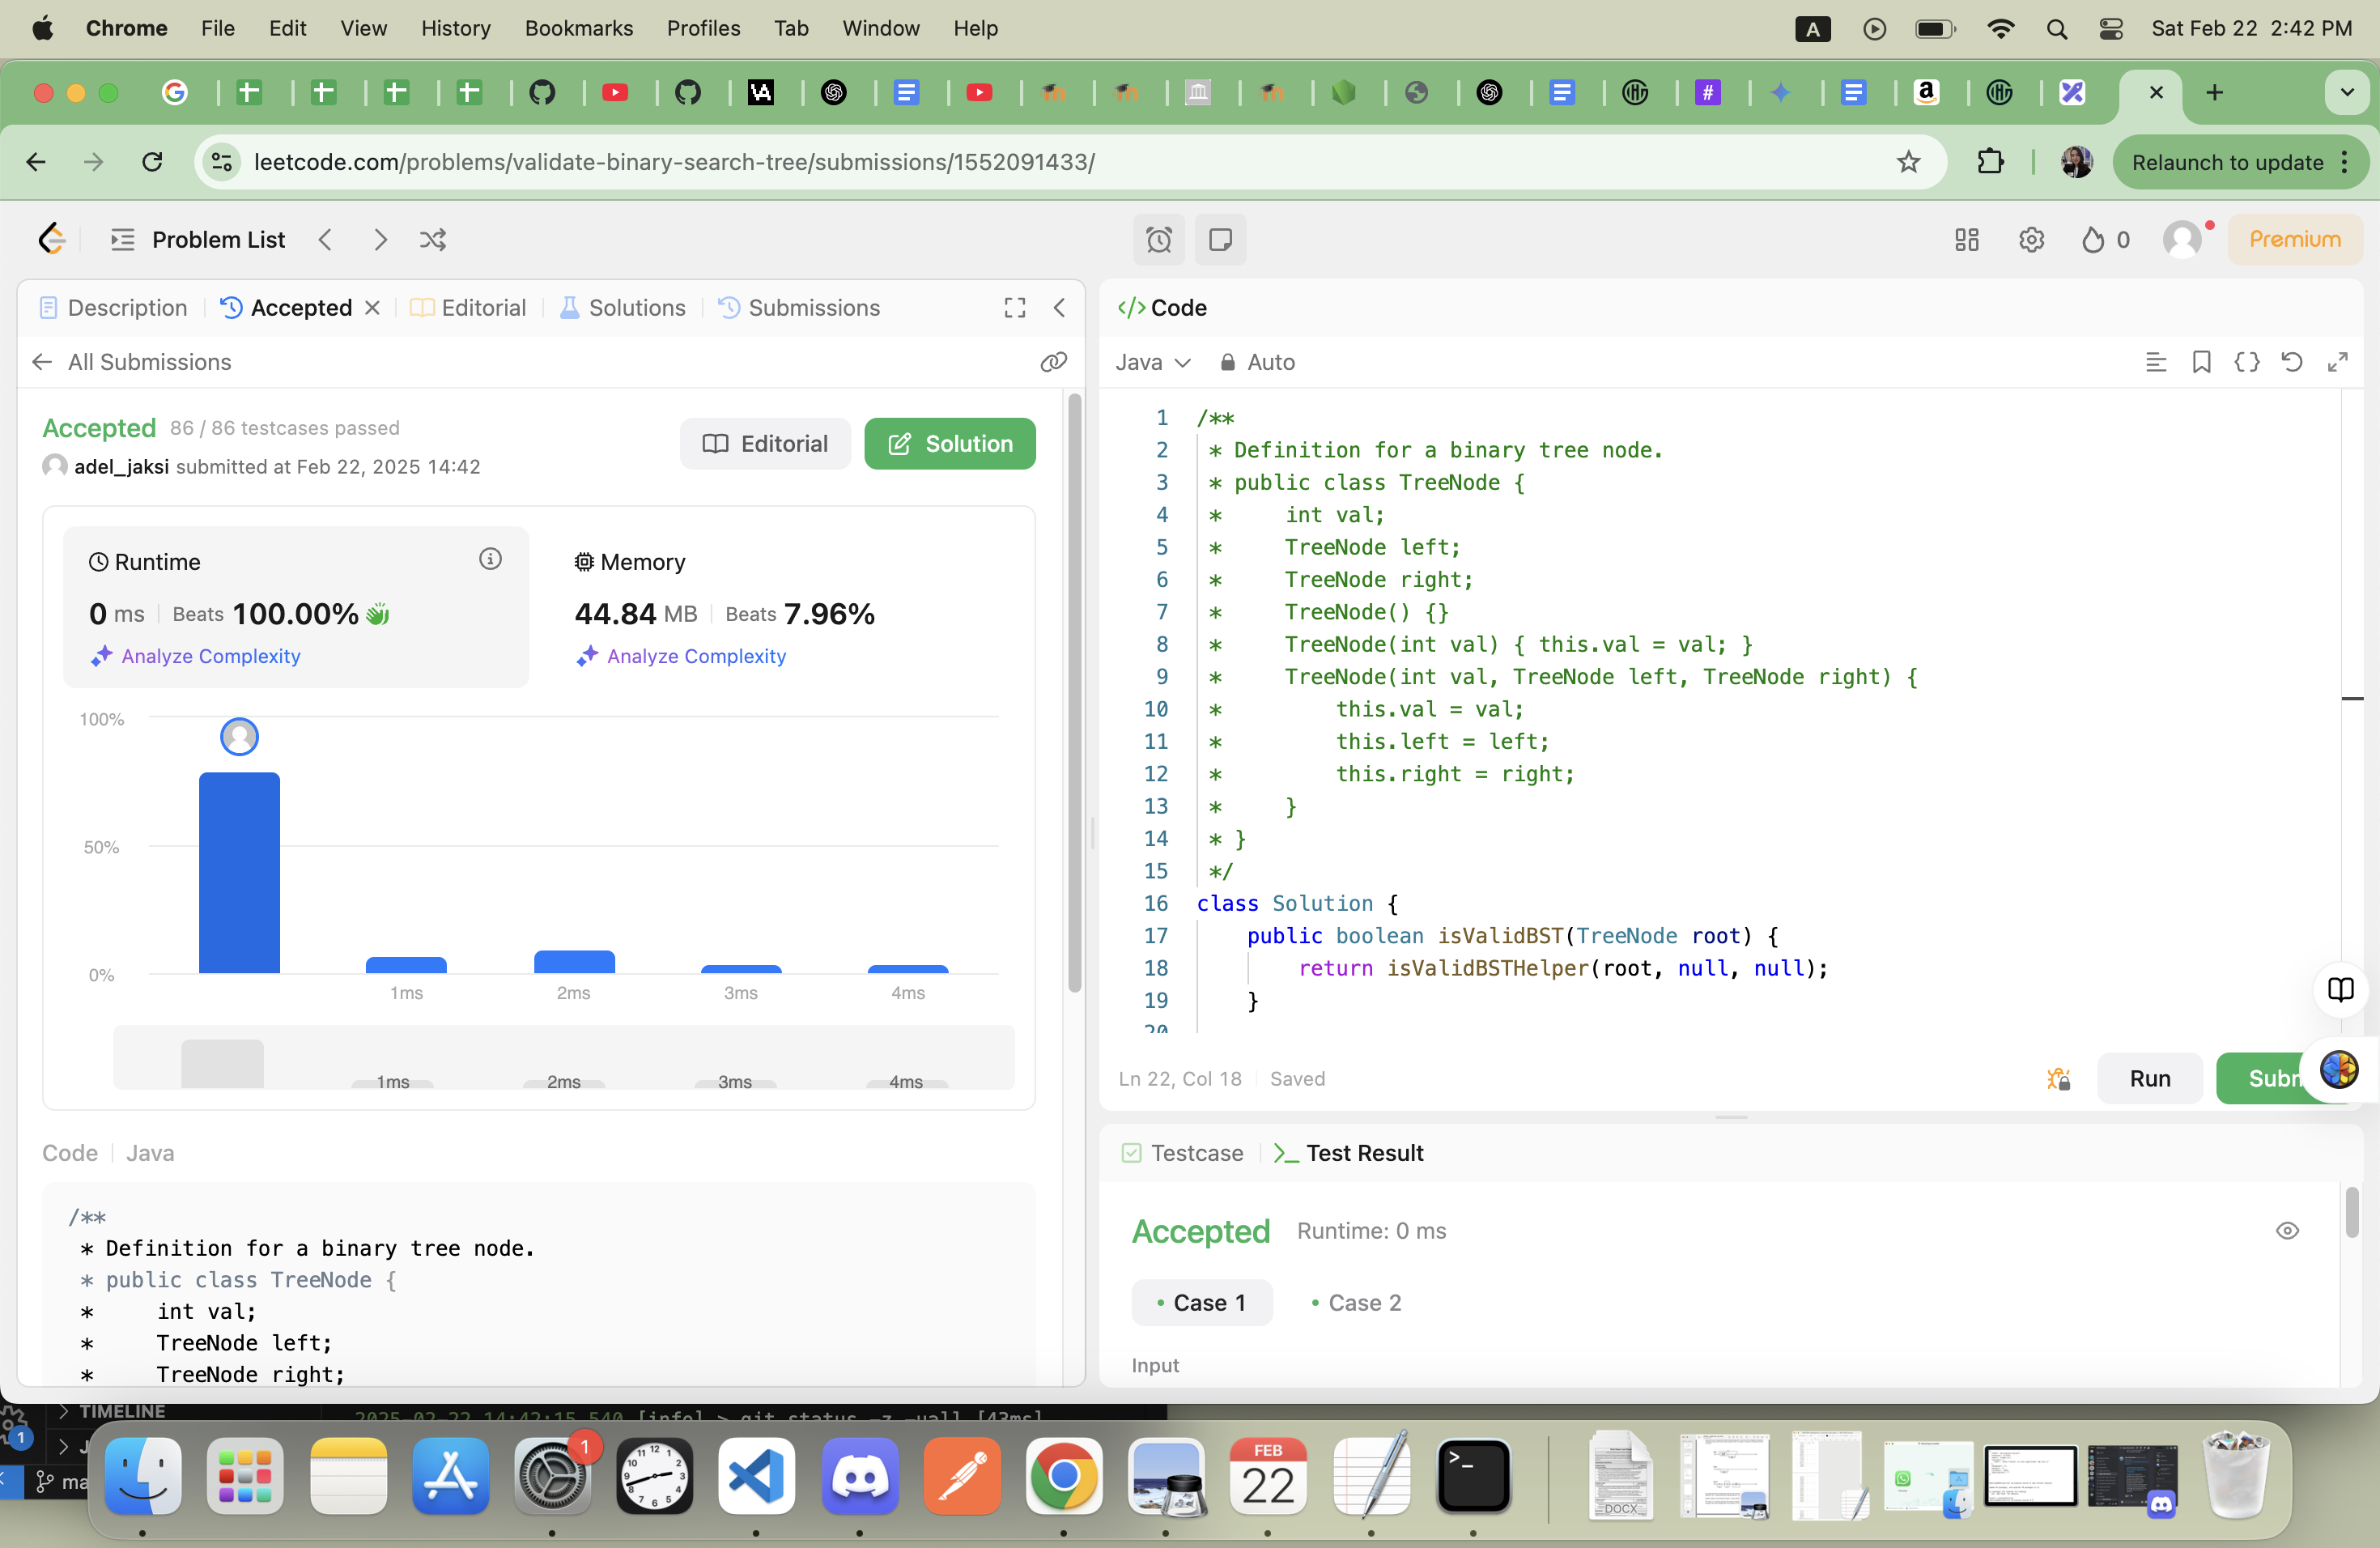 Chrome File Edit View History Bookmarks Profiles Tab Window Help A Sat Feb 22 2:42 PM
leetcode.com/problems/validate-binary-search-tree/submissions/1552091433/ Relaunch to update
Problem List 0 Premium
Description Accepted Editorial Solutions Submissions
All Submissions
Accepted 86 / 86 testcases passed
adel_jaksi submitted at Feb 22, 2025 14:42
Editorial Solution
Runtime
0 ms Beats 100.00%
Analyze Complexity
Memory
44.84 MB Beats 7.96%
Analyze Complexity
100%
50%
0%
1ms 2ms 3ms 4ms
1ms 2ms 3ms 4ms
Code Java
/**
* Definition for a binary tree node.
* public class TreeNode {
* int val;
* TreeNode left;
* TreeNode right;
</> Code
Java Auto
1 /**
2 * Definition for a binary tree node.
3 * public class TreeNode {
4 * int val;
5 * TreeNode left;
6 * TreeNode right;
7 * TreeNode() {}
8 * TreeNode(int val) { this.val = val; }
9 * TreeNode(int val, TreeNode left, TreeNode right) {
10 * this.val = val;
11 * this.left = left;
12 * this.right = right;
13 * }
14 * }
15 */
16 class Solution {
17 public boolean isValidBST(TreeNode root) {
18 return isValidBSTHelper(root, null, null);
19 }
20
Ln 22, Col 18 Saved Run Subm
Testcase Test Result
Accepted Runtime: 0 ms
Case 1 Case 2
Input
TIMELINE
2025-02-22 14:42:15.540 [info] > git status -z -uall [43ms]
1 J
ma
1
FEB
22
DOCX